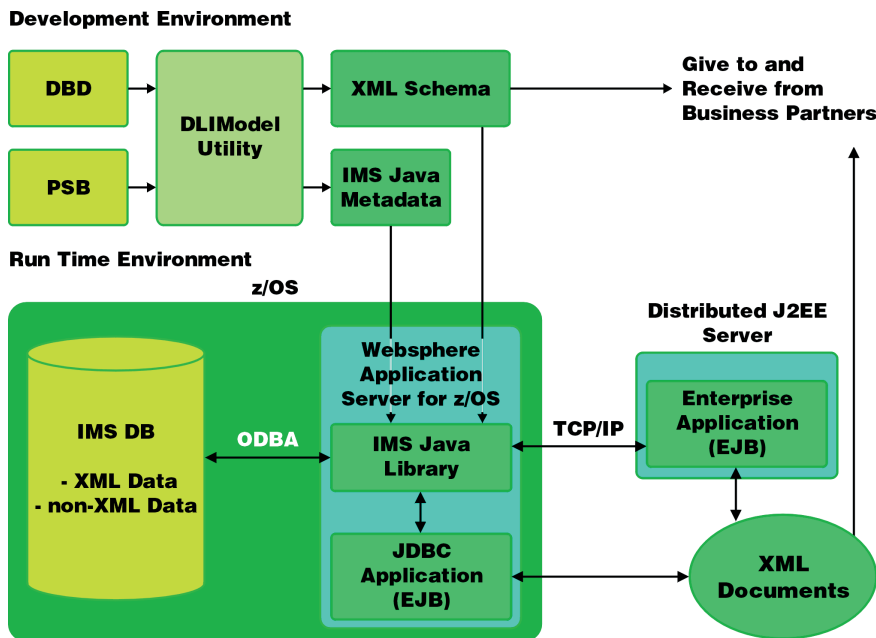 Development Environment
DBD
DLIModel
Utility
XML Schema
Give to and
Receive from
Business Partners
PSB
IMS Java
Metadata
Run Time Environment
z/OS
Distributed J2EE
Server
Websphere
Application
Server for z/OS
Enterprise
Application
(EJB)
IMS DB
- XML Data
- non-XML Data
ODBA
IMS Java
Library
TCP/IP
JDBC
Application
(EJB)
XML
Documents